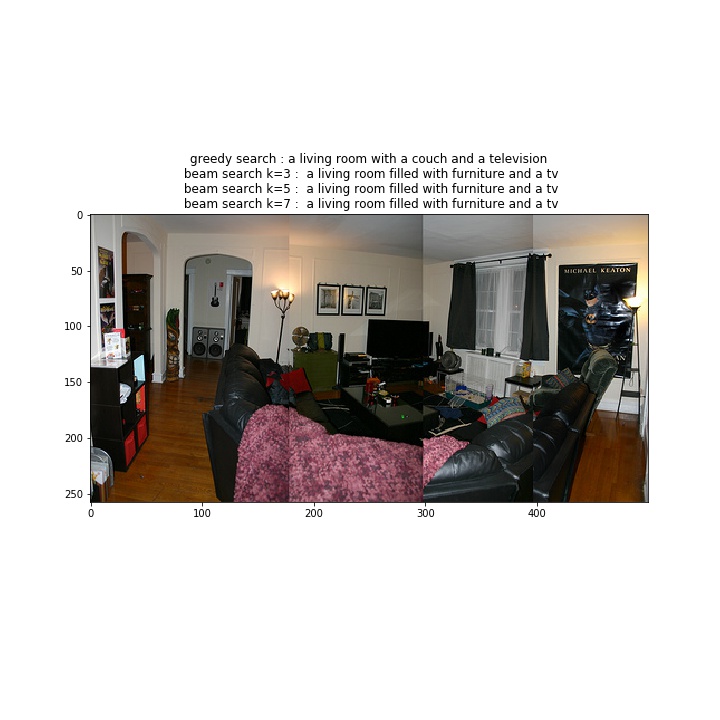 greedy search : a living room with a couch and a television
beam search k=3 : a living room filled with furniture and a tv
beam search k=5 : a living room filled with furniture and a tv
beam search k=7 : a living room filled with furniture and a tv
0
50
100
150
200
250
0
100
200
300
400
MICHAEL KEATON